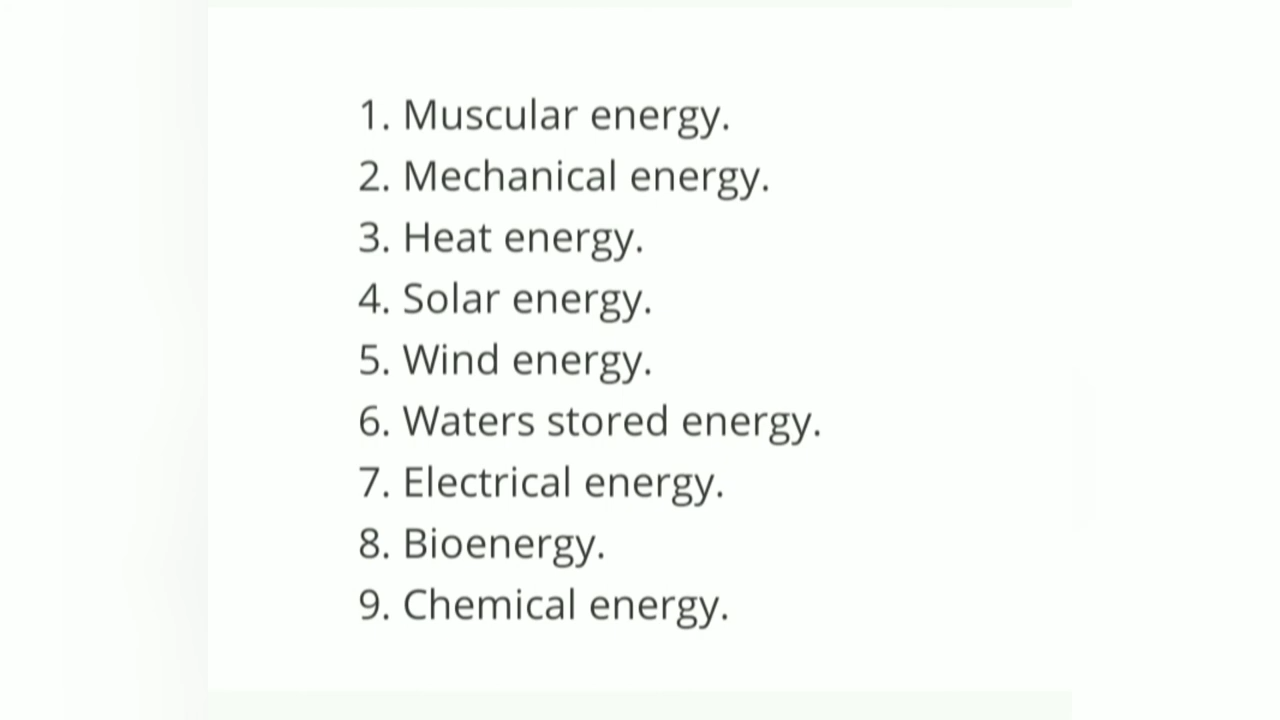 1. Muscular energy.
2. Mechanical energy.
3. Heat energy.
4. Solar energy.
5. Wind energy.
6. Waters stored energy.
7. Electrical energy.
8. Bioenergy.
9. Chemical energy.